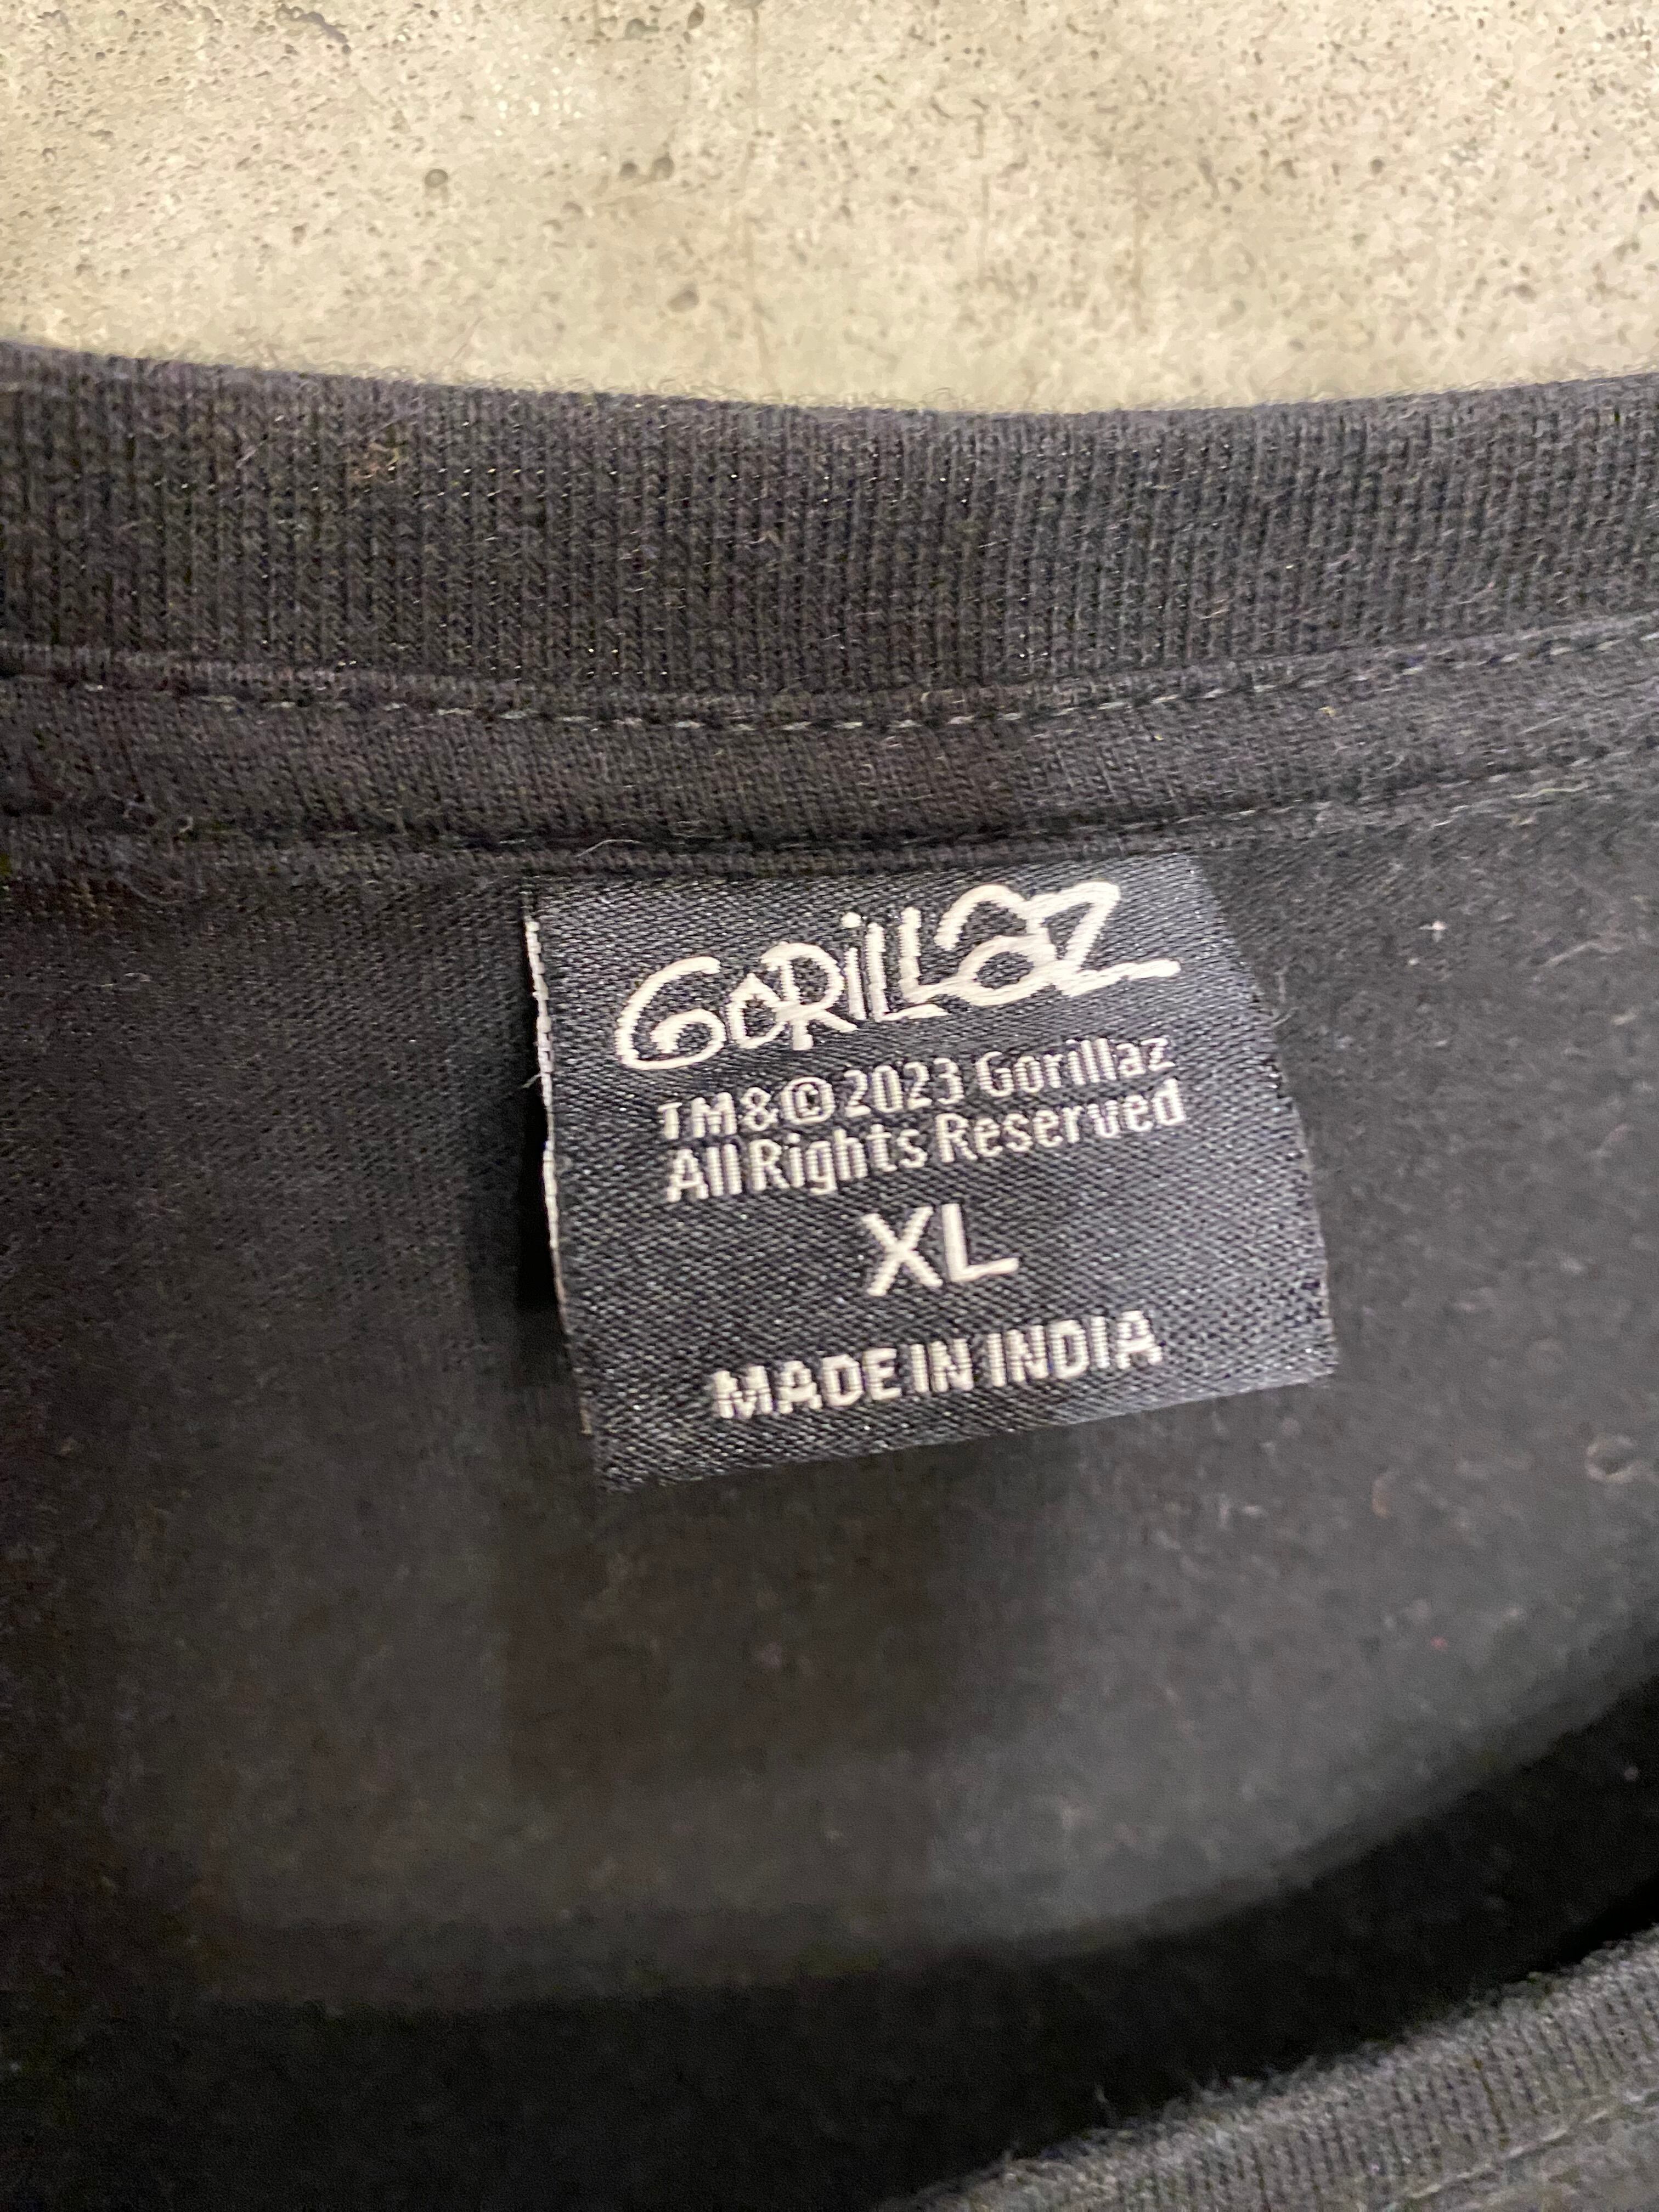 GORiLLAZ
TM&©2023 Gorillaz
All Rights Reserved
XL
MADE IN INDIA